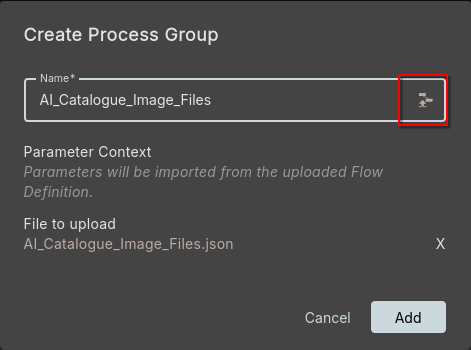 Create Process Group
Name*
AI_Catalogue_Image_Files
Parameter Context
Parameters will be imported from the uploaded Flow
Definition.
File to upload
AI_Catalogue_Image_Files.json X
Cancel Add